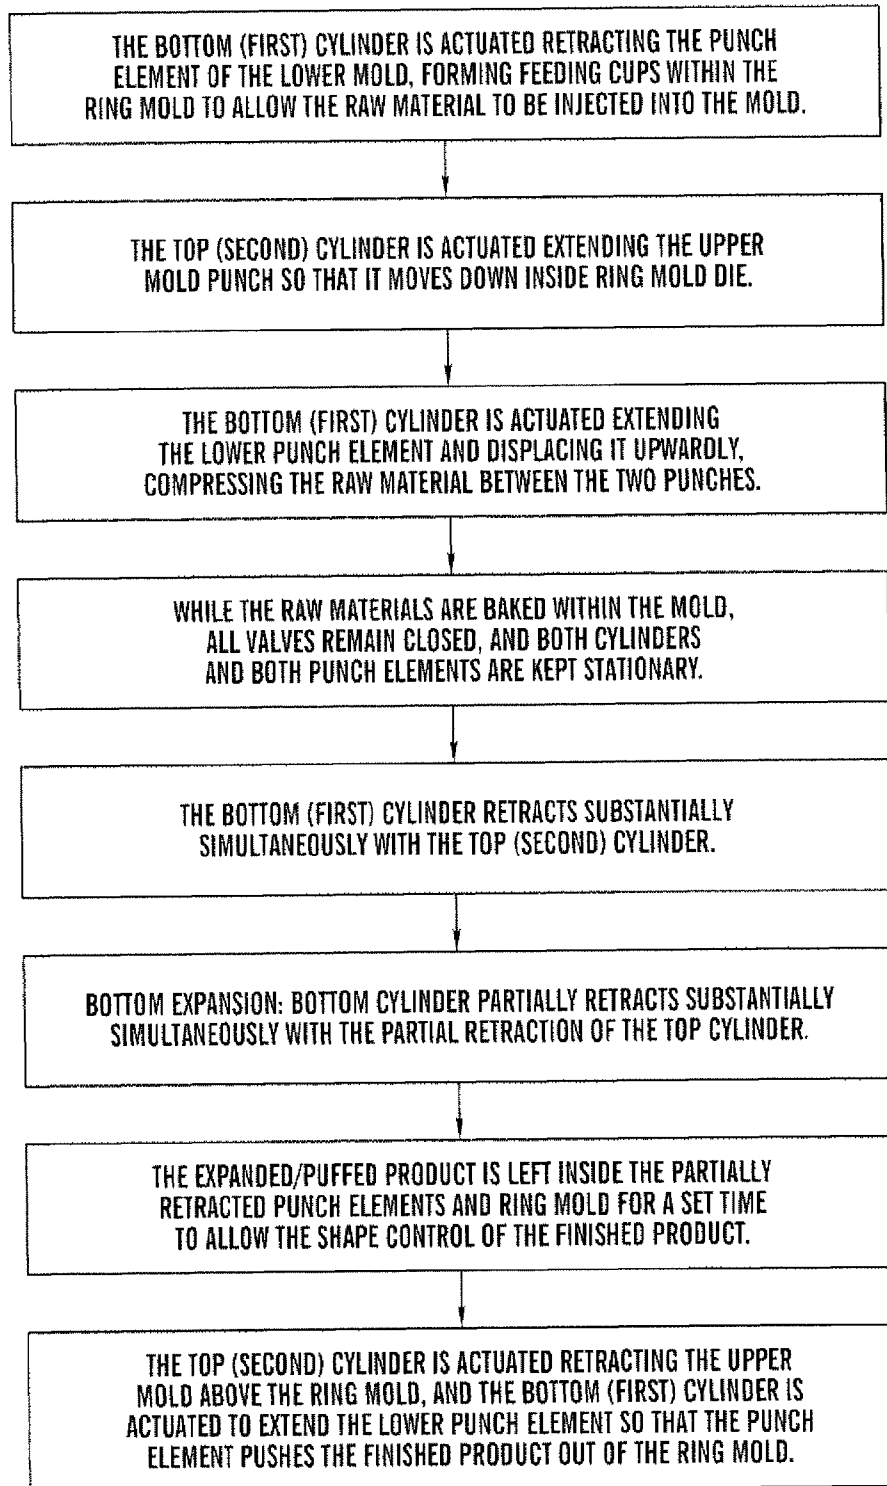 THE BOTTOM (FIRST) CYLINDER IS ACTUATED RETRACTING THE PUNCH
ELEMENT OF THE LOWER MOLD, FORMING FEEDING CUPS WITHIN THE
RING MOLD TO ALLOW THE RAW MATERIAL TO BE INJECTED INTO THE MOLD.
THE TOP (SECOND) CYLINDER IS ACTUATED EXTENDING THE UPPER
MOLD PUNCH SO THAT IT MOVES DOWN INSIDE RING MOLD DIE.
THE BOTTOM (FIRST) CYLINDER IS ACTUATED EXTENDING
THE LOWER PUNCH ELEMENT AND DISPLACING IT UPWARDLY,
COMPRESSING THE RAW MATERIAL BETWEEN THE TWO PUNCHES.
WHILE THE RAW MATERIALS ARE BAKED WITHIN THE MOLD,
ALL VALVES REMAIN CLOSED, AND BOTH CYLINDERS
AND BOTH PUNCH ELEMENTS ARE KEPT STATIONARY.
THE BOTTOM (FIRST) CYLINDER RETRACTS SUBSTANTIALLY
SIMULTANEOUSLY WITH THE TOP (SECOND) CYLINDER.
BOTTOM EXPANSION: BOTTOM CYLINDER PARTIALLY RETRACTS SUBSTANTIALLY
SIMULTANEOUSLY WITH THE PARTIAL RETRACTION OF THE TOP CYLINDER.
THE EXPANDED/PUFFED PRODUCT IS LEFT INSIDE THE PARTIALLY
RETRACTED PUNCH ELEMENTS AND RING MOLD FOR A SET TIME
TO ALLOW THE SHAPE CONTROL OF THE FINISHED PRODUCT.
THE TOP (SECOND) CYLINDER IS ACTUATED RETRACTING THE UPPER
MOLD ABOVE THE RING MOLD, AND THE BOTTOM (FIRST) CYLINDER IS
ACTUATED TO EXTEND THE LOWER PUNCH ELEMENT SO THAT THE PUNCH
ELEMENT PUSHES THE FINISHED PRODUCT OUT OF THE RING MOLD.